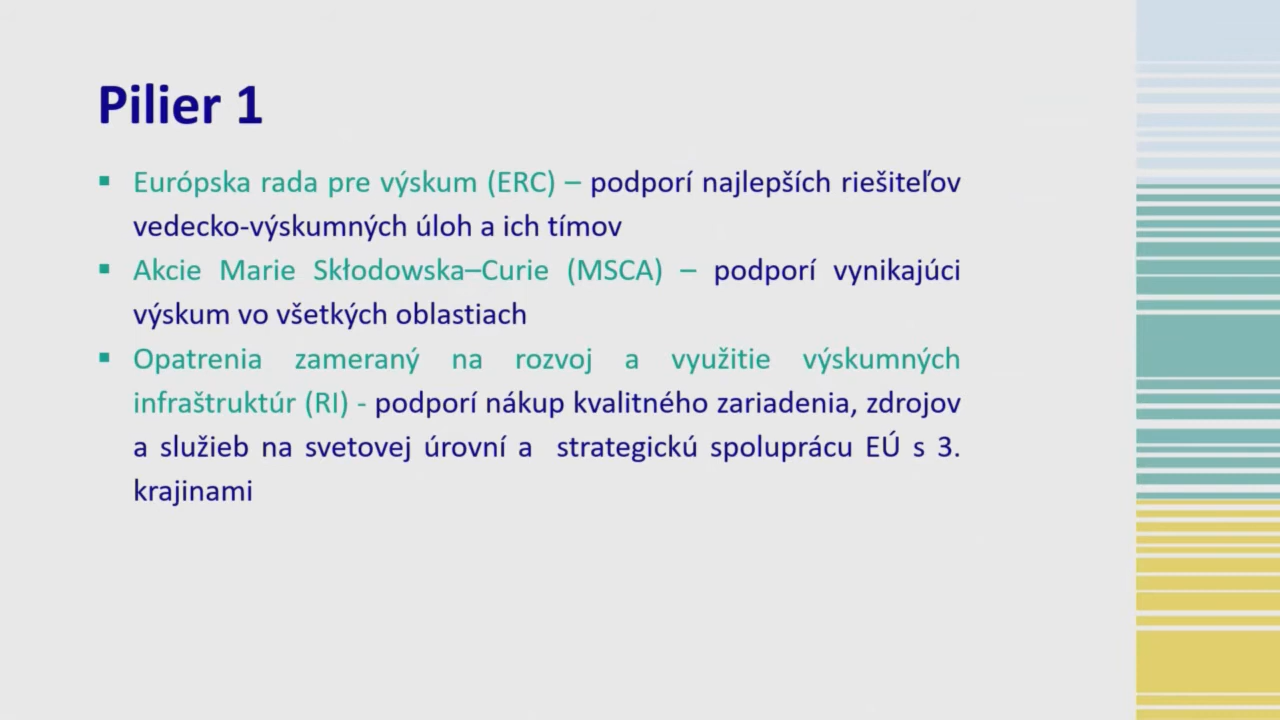 Pilier 1
▪ Európska rada pre výskum (ERC) – podporí najlepších riešiteľov
vedecko-výskumných úloh a ich tímov
▪ Akcie Marie Skłodowska–Curie (MSCA) – podporí vynikajúci
výskum vo všetkých oblastiach
▪ Opatrenia zameraný na rozvoj a využitie výskumných
infraštruktúr (RI) - podporí nákup kvalitného zariadenia, zdrojov
a služieb na svetovej úrovní a strategickú spoluprácu EÚ s 3.
krajinami